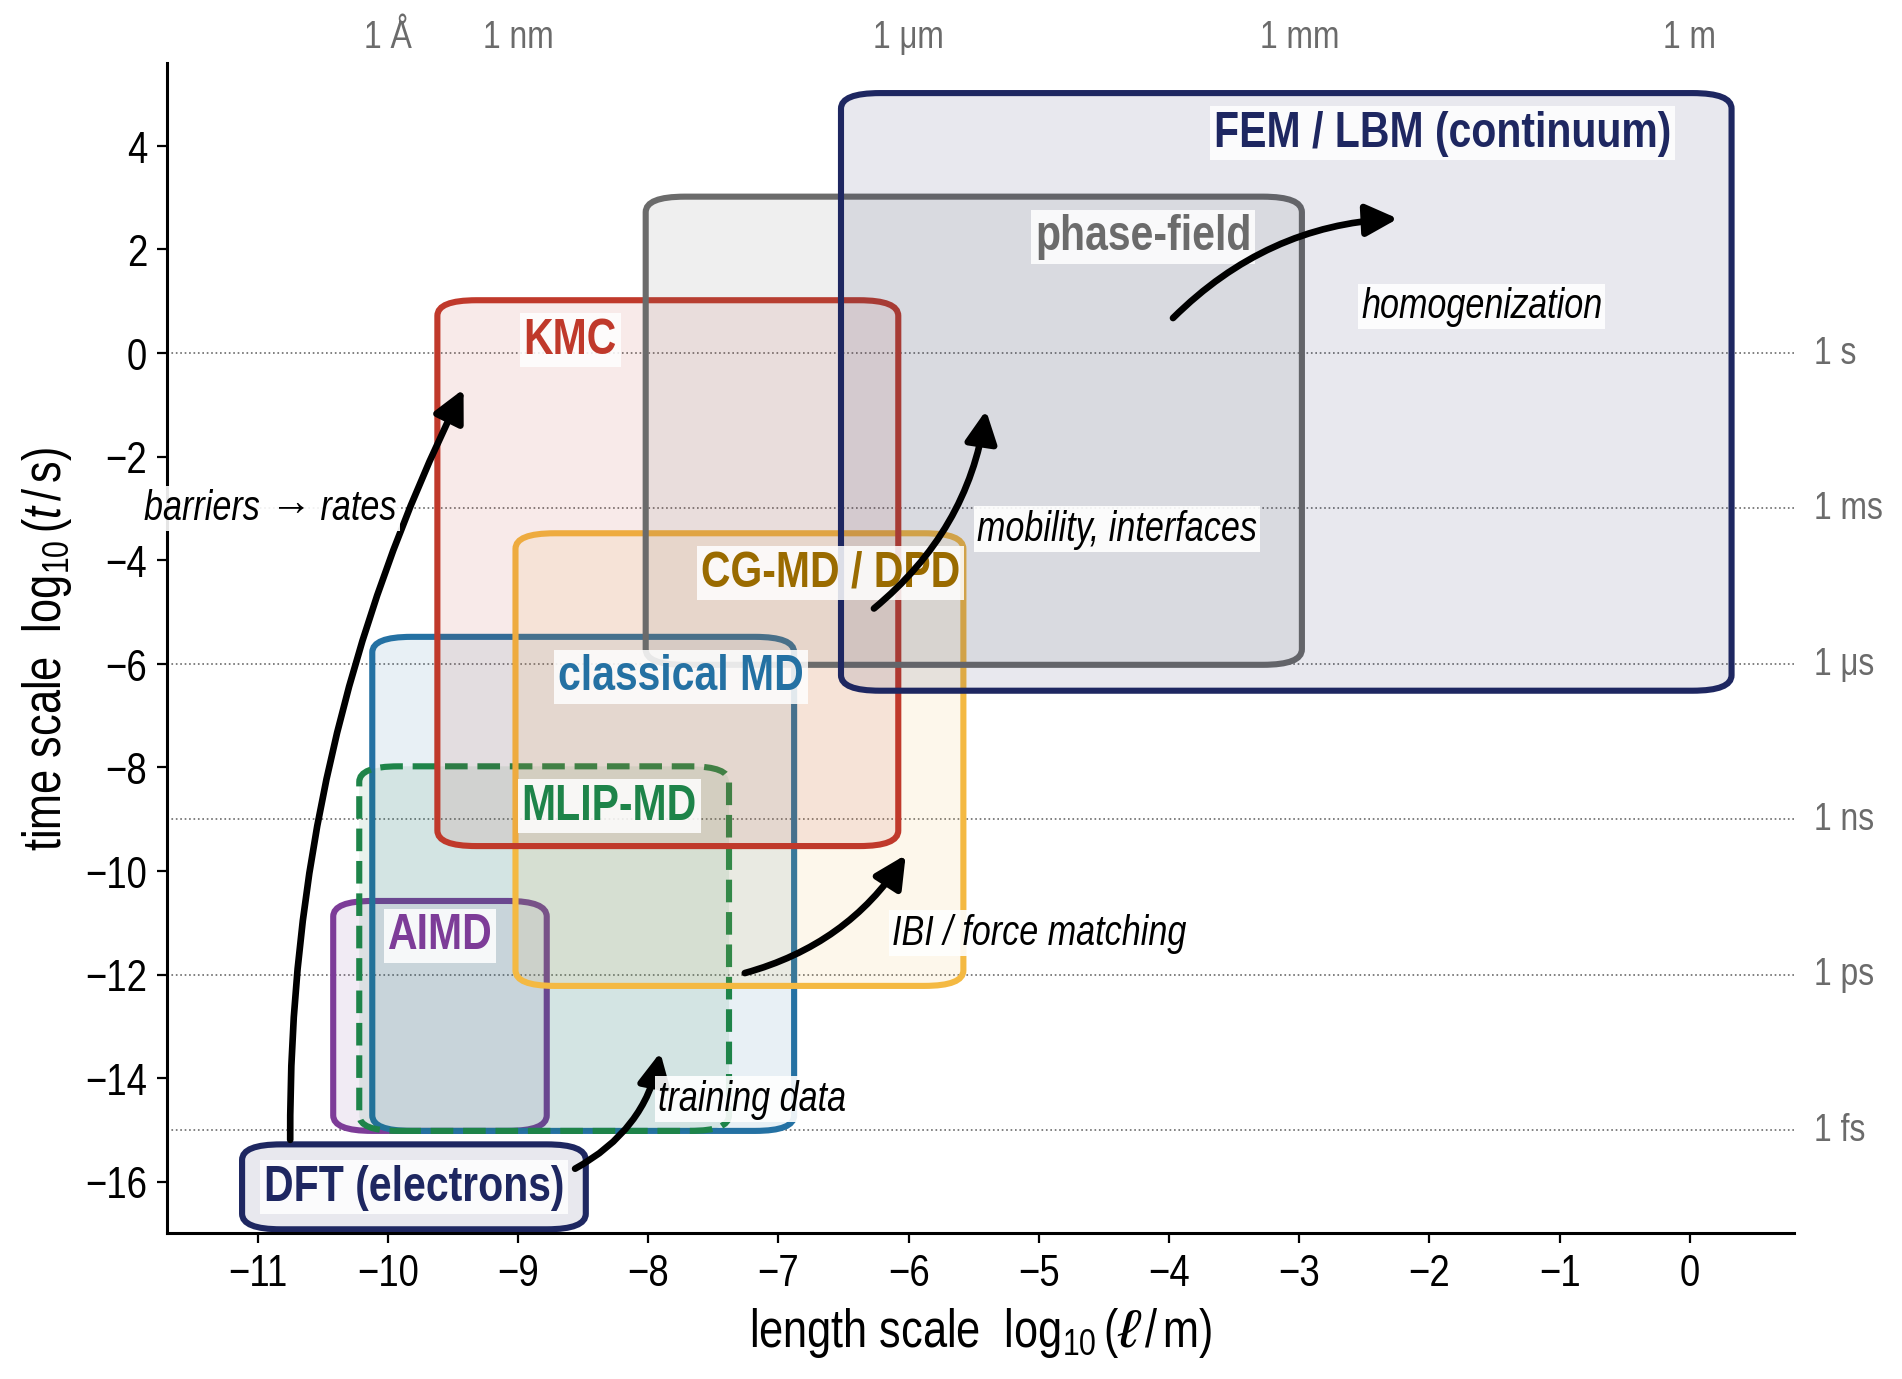 1 Å 1 nm 1 μm 1 mm 1 m
FEM / LBM (continuum)
4
phase-field
2
homogenization
KMC
0 1 s
−2
barriers → rates 1 ms
mobility, interfaces
−4 CG-MD / DPD
classical MD
−6 1 μs
−8
MLIP-MD
1 ns
−10
AIMD IBI / force matching
−12 1 ps
−14
training data
1 fs
−16 DFT (electrons)
time scale log₁₀ (t / s)
−11 −10 −9 −8 −7 −6 −5 −4 −3 −2 −1 0
length scale log₁₀ (ℓ / m)